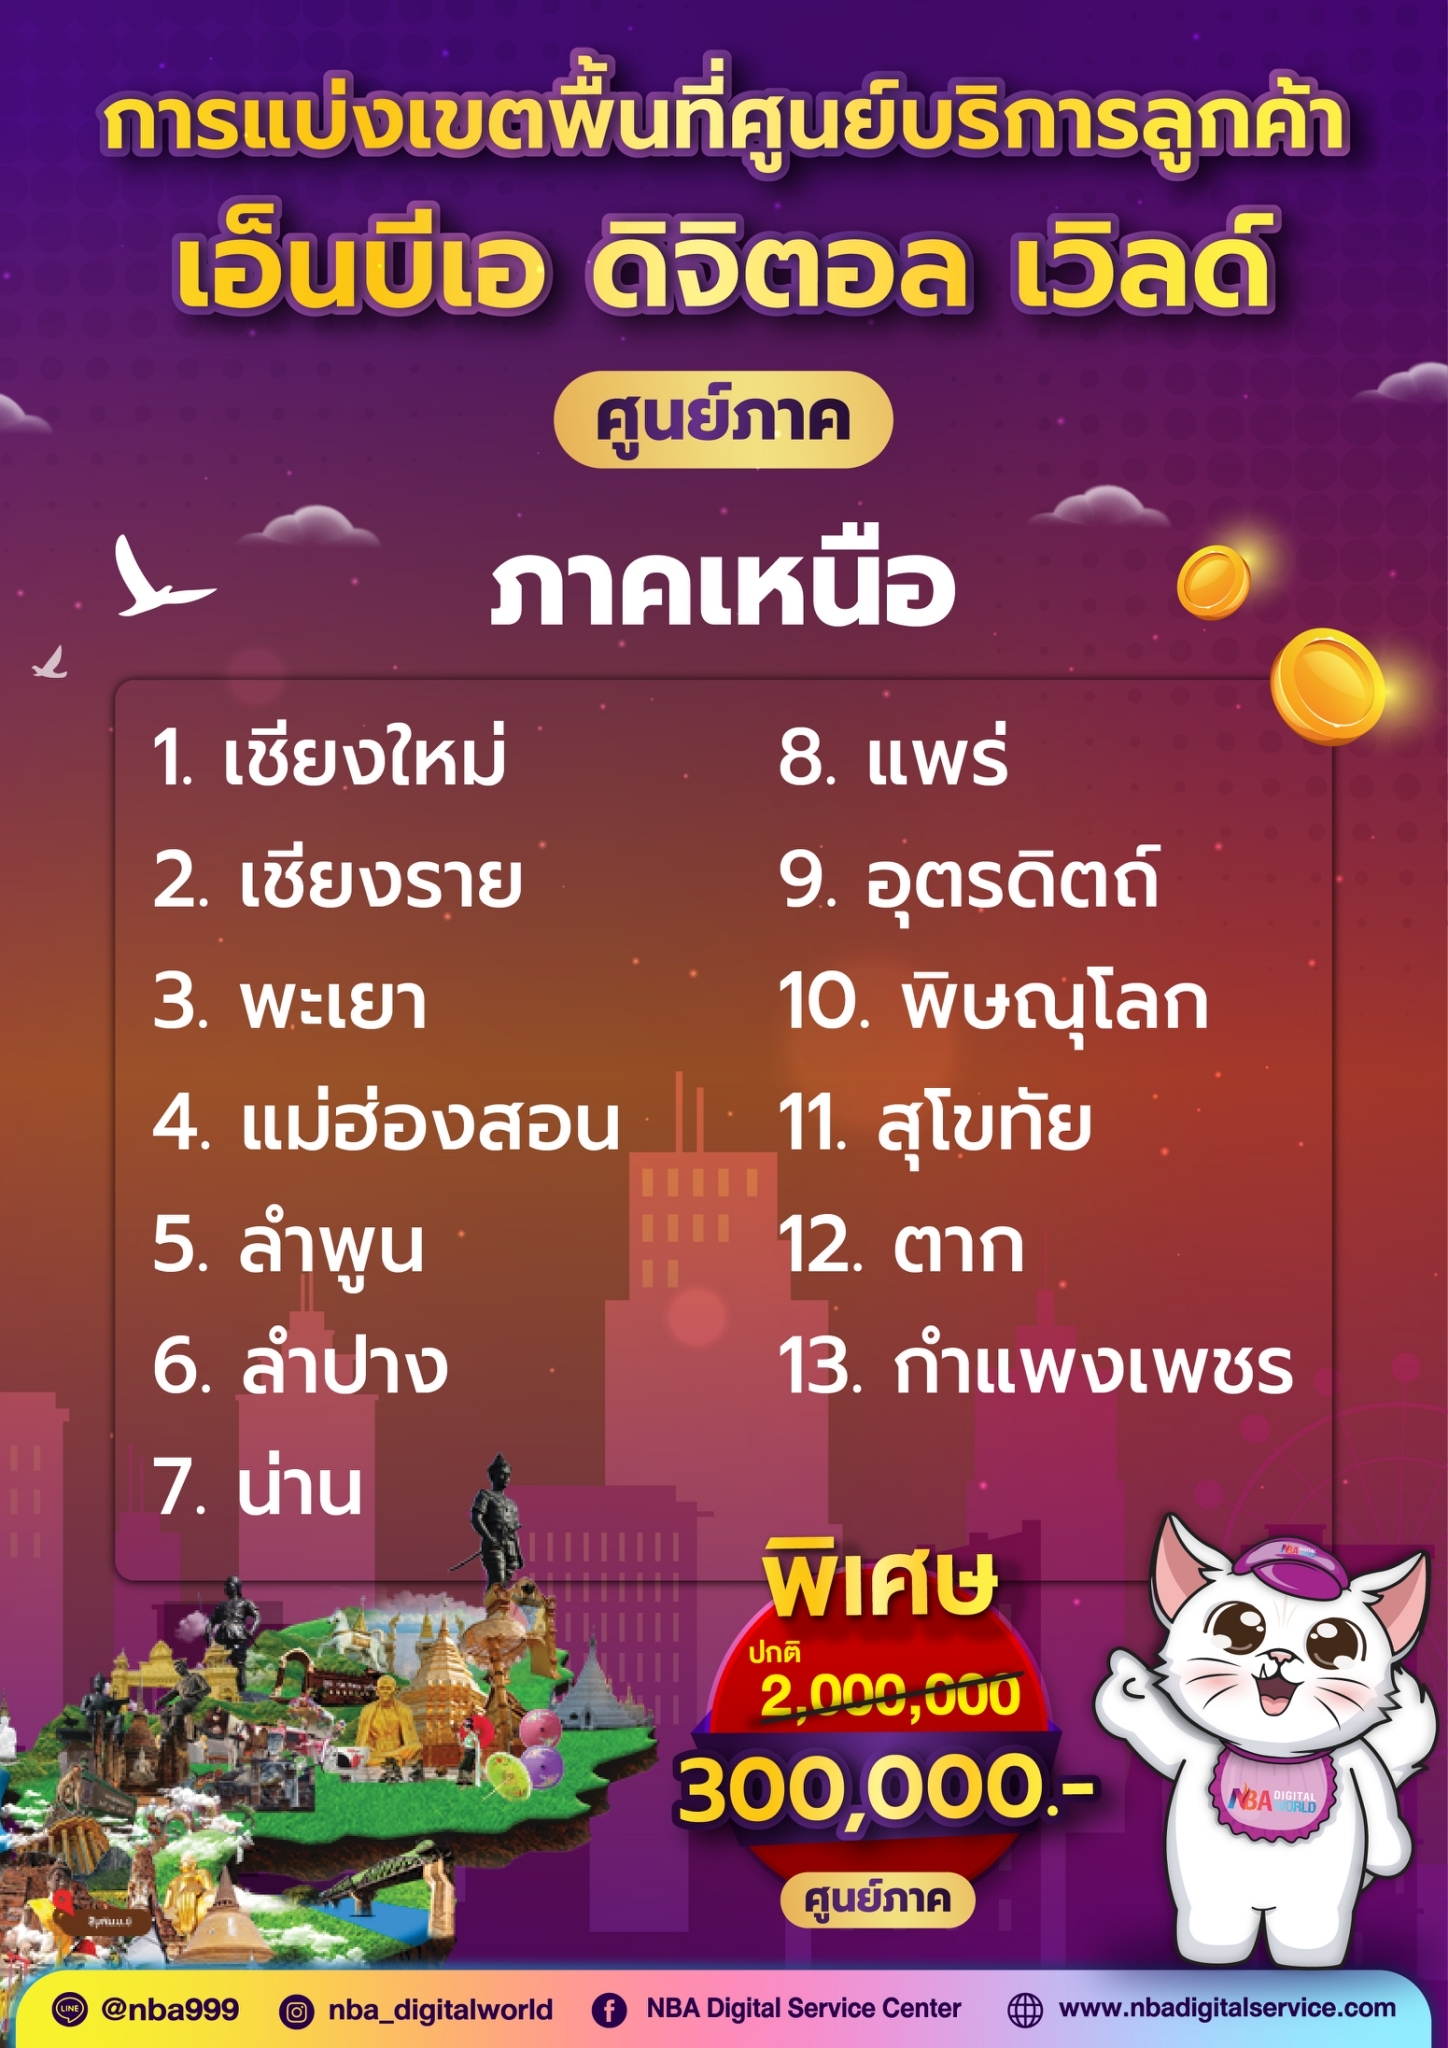 การแบ่งเขตพื้นที่ศูนย์บริการลูกค้า
เอ็นบีเอ ดิจิตอล เวิลด์
ศูนย์ภาค
ภาคเหนือ
1. เชียงใหม่
2. เชียงราย
3. พะเยา
4. แม่ฮ่องสอน
5. ลำพูน
6. ลำปาง
7. น่าน
8. แพร่
9. อุตรดิตถ์
10. พิษณุโลก
11. สุโขทัย
12. ตาก
13. กำแพงเพชร
พิเศษ
ปกติ
2,000,000
300,000.-
ศูนย์ภาค
NBA DIGITAL WORLD
LINE @nba999
nba_digitalworld
NBA Digital Service Center
www.nbadigitalservice.com